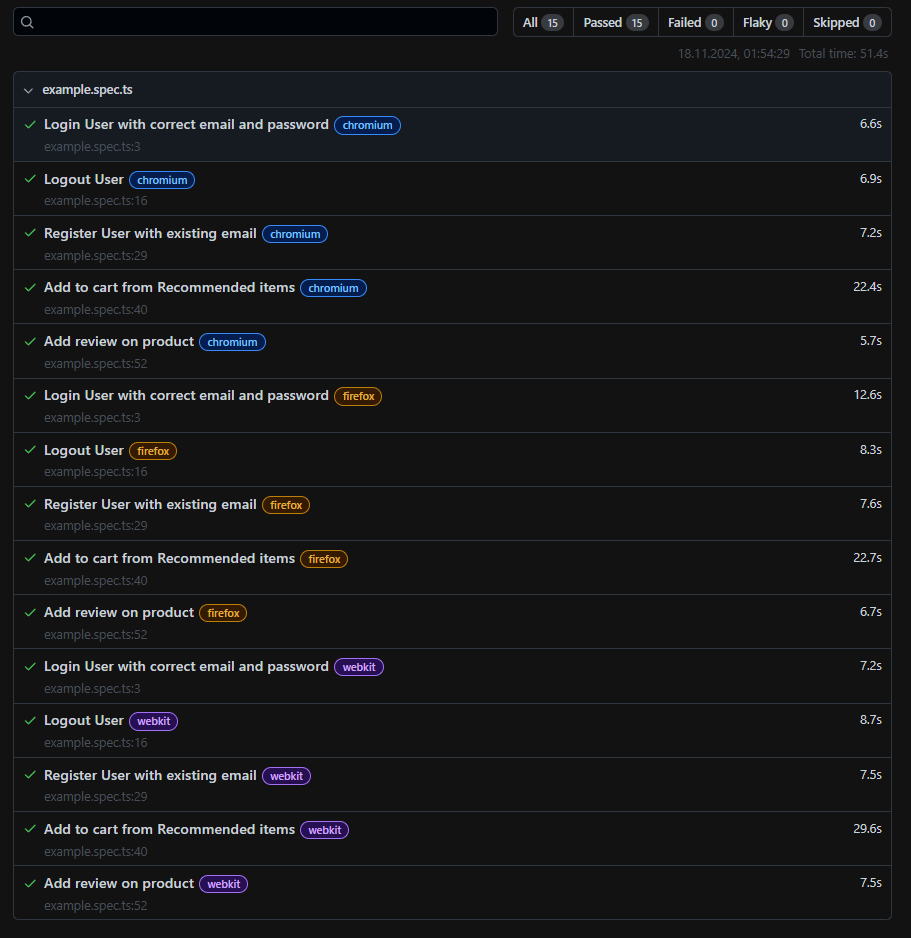 All 15 Passed 15 Failed 0 Flaky 0 Skipped 0
18.11.2024, 01:54:29 Total time: 51.4s
example.spec.ts
Login User with correct email and password chromium 6.6s
example.spec.ts:3
Logout User chromium 6.9s
example.spec.ts:16
Register User with existing email chromium 7.2s
example.spec.ts:29
Add to cart from Recommended items chromium 22.4s
example.spec.ts:40
Add review on product chromium 5.7s
example.spec.ts:52
Login User with correct email and password firefox 12.6s
example.spec.ts:3
Logout User firefox 8.3s
example.spec.ts:16
Register User with existing email firefox 7.6s
example.spec.ts:29
Add to cart from Recommended items firefox 22.7s
example.spec.ts:40
Add review on product firefox 6.7s
example.spec.ts:52
Login User with correct email and password webkit 7.2s
example.spec.ts:3
Logout User webkit 8.7s
example.spec.ts:16
Register User with existing email webkit 7.5s
example.spec.ts:29
Add to cart from Recommended items webkit 29.6s
example.spec.ts:40
Add review on product webkit 7.5s
example.spec.ts:52